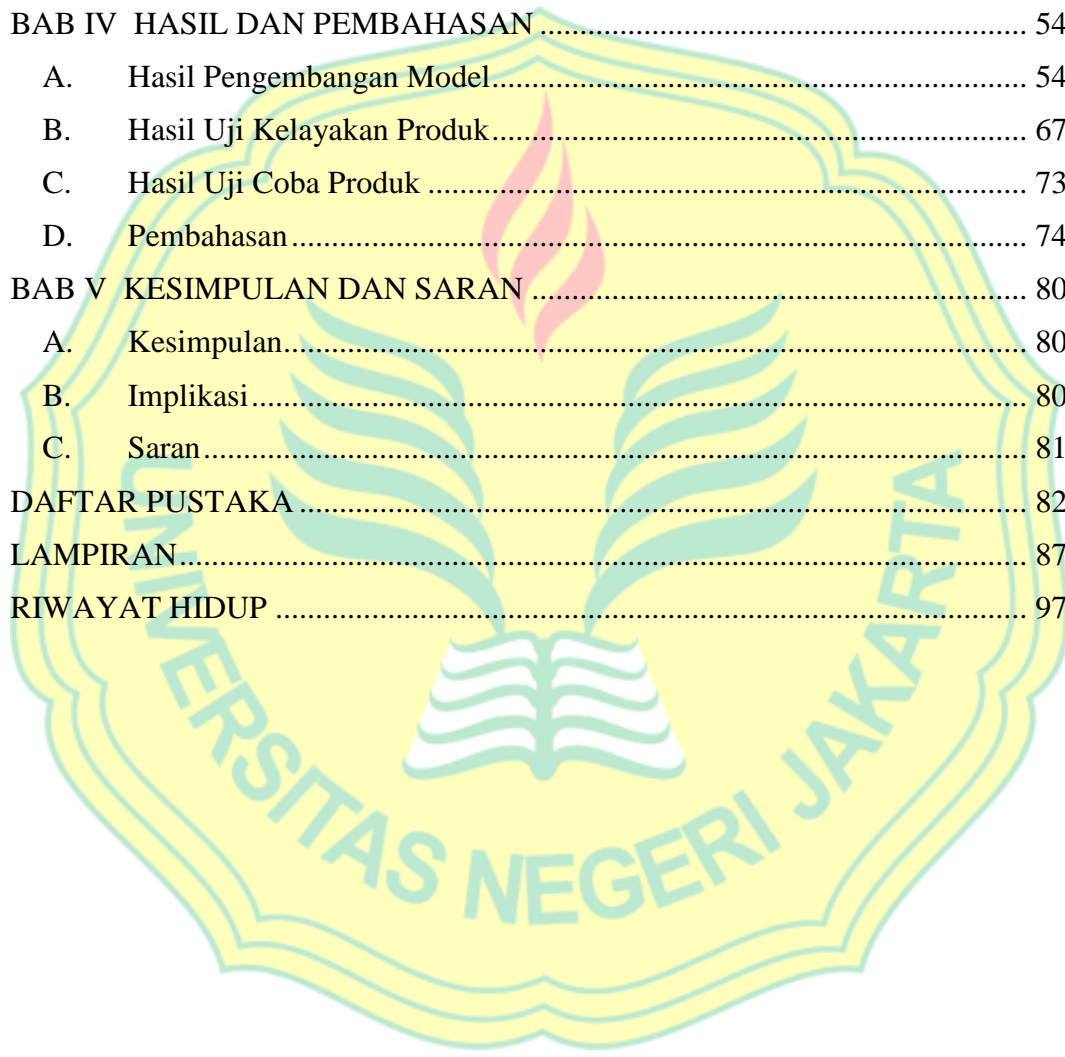 BAB IV  HASIL DAN PEMBAHASAN ........................................ 54
A. Hasil Pengembangan Model........................................ 54
B. Hasil Uji Kelayakan Produk........................................ 67
C. Hasil Uji Coba Produk ........................................ 73
D. Pembahasan........................................ 74
BAB V  KESIMPULAN DAN SARAN ........................................ 80
A. Kesimpulan........................................ 80
B. Implikasi........................................ 80
C. Saran ........................................ 81
DAFTAR PUSTAKA ........................................ 82
LAMPIRAN........................................ 87
RIWAYAT HIDUP ........................................ 97
UNIVERSITAS NEGERI JAKARTA